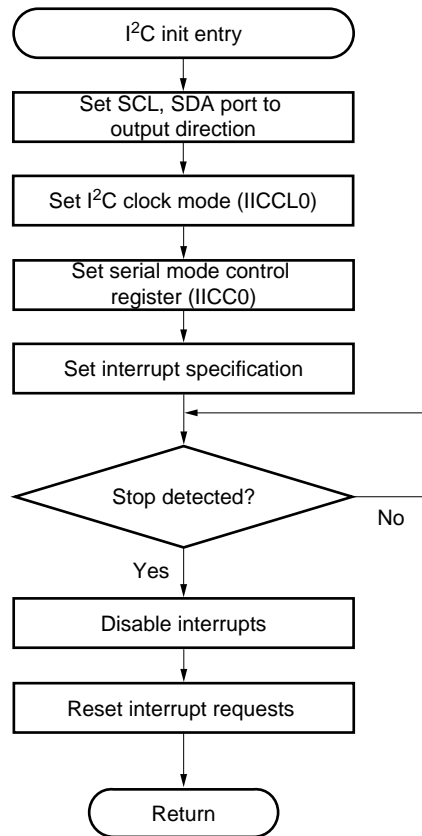 I²C init entry
Set SCL, SDA port to
output direction
Set I²C clock mode (IICCL0)
Set serial mode control
register (IICC0)
Set interrupt specification
Stop detected?
No
Yes
Disable interrupts
Reset interrupt requests
Return